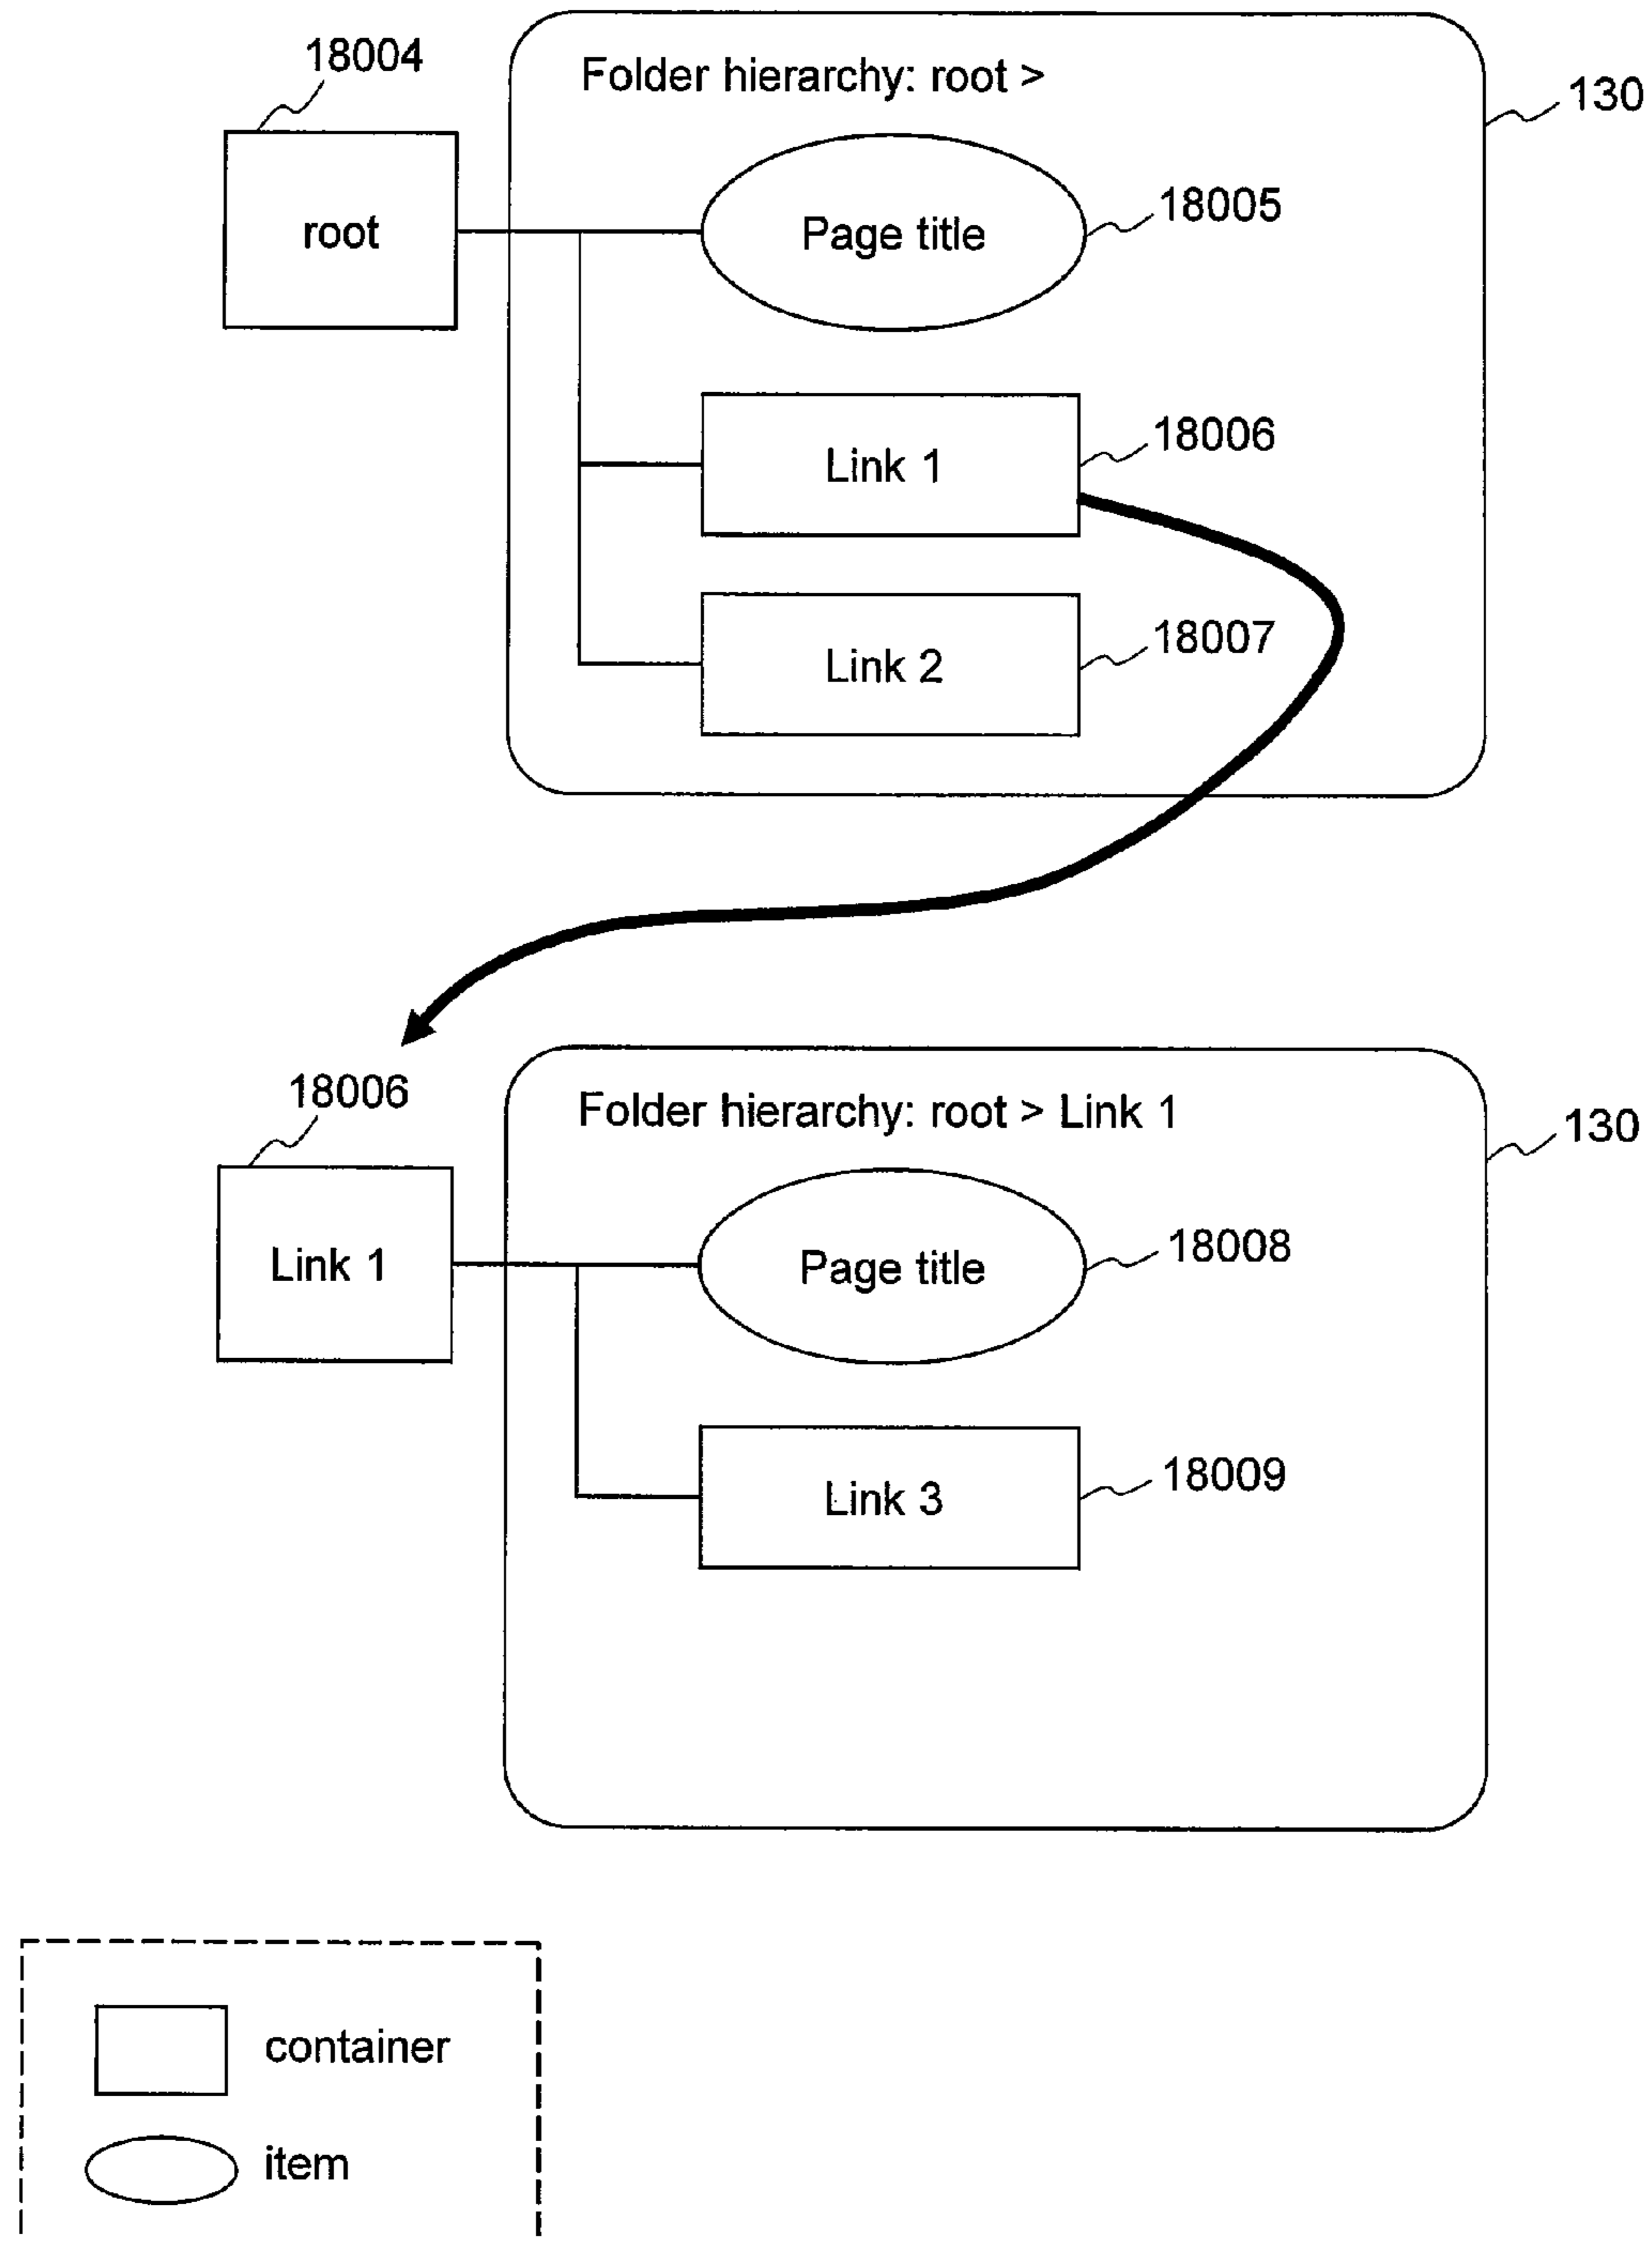 18004
Folder hierarchy: root >
130
root
Page title
18005
Link 1
18006
Link 2
18007
18006
Folder hierarchy: root > Link 1
130
Link 1
Page title
18008
Link 3
18009
container
item